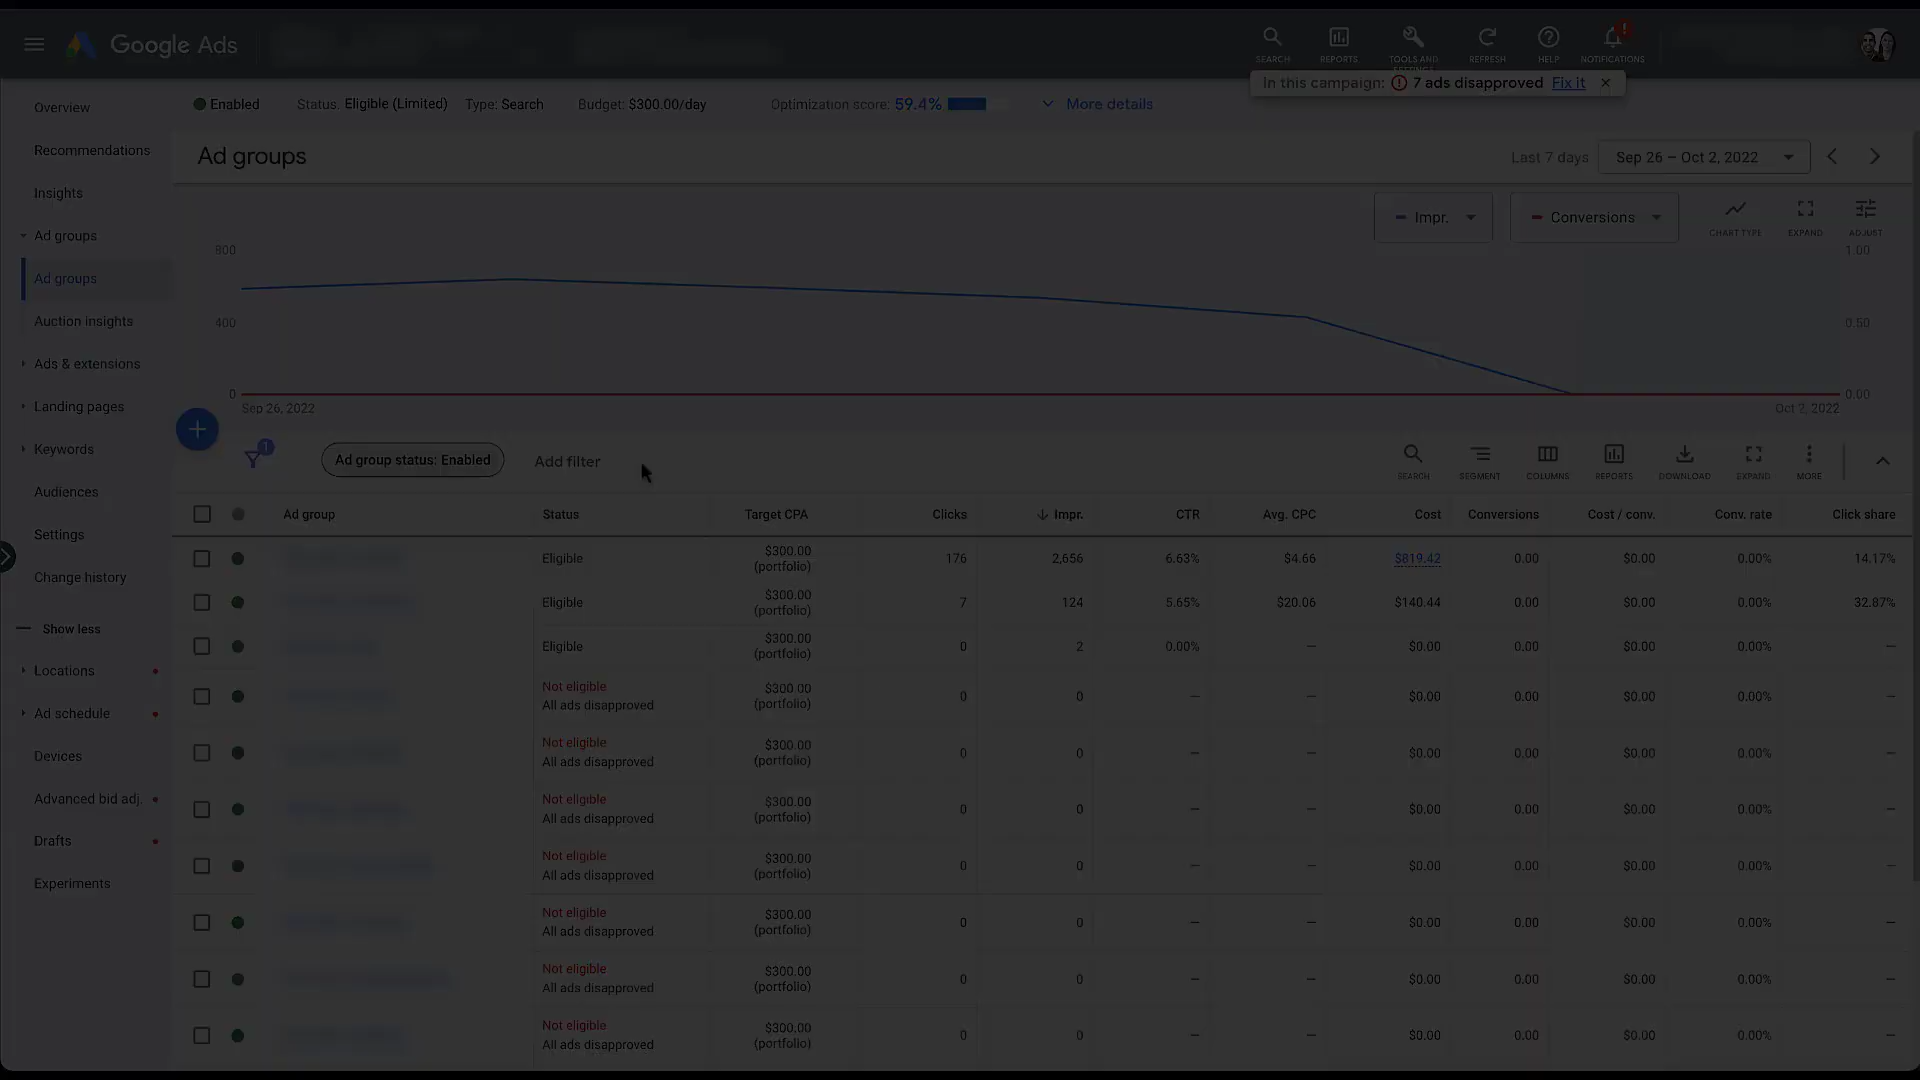 Google Ads
SEARCH
REPORTS
TOOLS AND
SETTINGS
REFRESH
HELP
NOTIFICATIONS
In this campaign: 7 ads disapproved Fix it
Enabled Status: Eligible (Limited) Type: Search Budget: $300.00/day Optimization score: 59.4% More details
Overview
Recommendations
Insights
Ad groups
Ad groups
Auction insights
Ads & extensions
Landing pages
Keywords
Audiences
Settings
Change history
Show less
Locations
Ad schedule
Devices
Advanced bid adj.
Drafts
Experiments
Ad groups
Last 7 days Sep 26 – Oct 2, 2022
Impr. Conversions
CHART TYPE EXPAND ADJUST
800 1.00
400 0.50
0 0.00
Sep 26, 2022 Oct 2, 2022
1
Ad group status: Enabled Add filter
SEARCH SEGMENT COLUMNS REPORTS DOWNLOAD EXPAND MORE
Ad group Status Target CPA Clicks Impr. CTR Avg. CPC Cost Conversions Cost / conv. Conv. rate Click share
Eligible $300.00 (portfolio) 176 2,656 6.63% $4.66 $819.42 0.00 $0.00 0.00% 14.17%
Eligible $300.00 (portfolio) 7 124 5.65% $20.06 $140.44 0.00 $0.00 0.00% 32.87%
Eligible $300.00 (portfolio) 0 2 0.00% — $0.00 0.00 $0.00 0.00% —
Not eligible All ads disapproved $300.00 (portfolio) 0 0 — — $0.00 0.00 $0.00 0.00% —
Not eligible All ads disapproved $300.00 (portfolio) 0 0 — — $0.00 0.00 $0.00 0.00% —
Not eligible All ads disapproved $300.00 (portfolio) 0 0 — — $0.00 0.00 $0.00 0.00% —
Not eligible All ads disapproved $300.00 (portfolio) 0 0 — — $0.00 0.00 $0.00 0.00% —
Not eligible All ads disapproved $300.00 (portfolio) 0 0 — — $0.00 0.00 $0.00 0.00% —
Not eligible All ads disapproved $300.00 (portfolio) 0 0 — — $0.00 0.00 $0.00 0.00% —
Not eligible All ads disapproved $300.00 (portfolio) 0 0 — — $0.00 0.00 $0.00 0.00% —